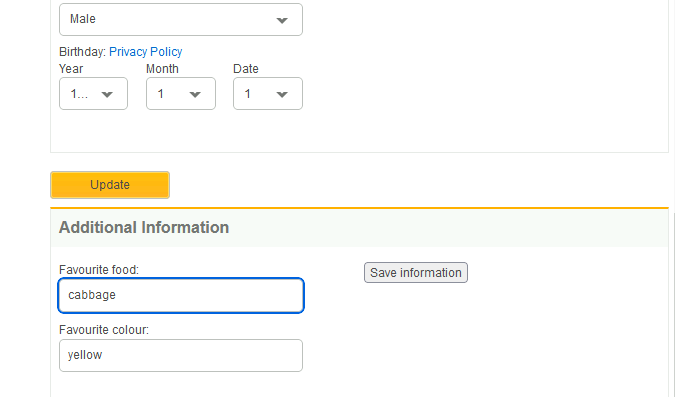 Male
Birthday: Privacy Policy
Year Month Date
1... 1 1
Update
Additional Information
Favourite food: Save information
cabbage
Favourite colour:
yellow